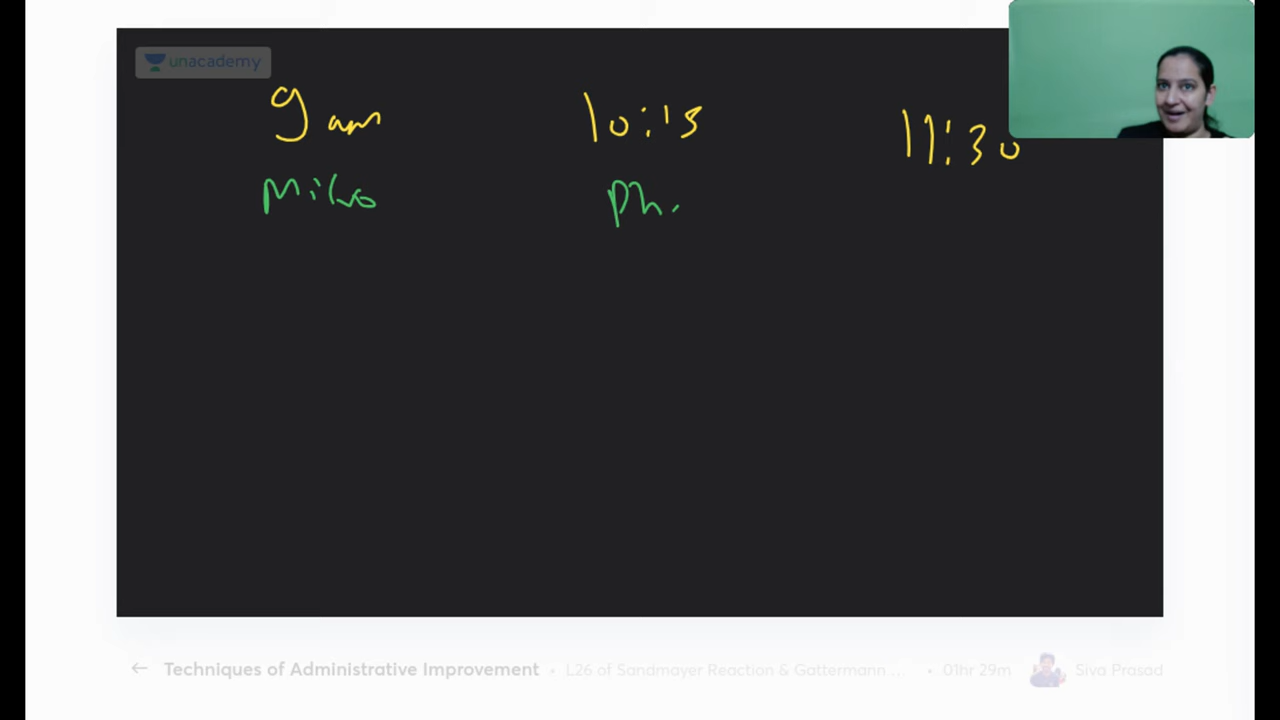 unacademy
9 am 10:15 11:30
Ph.
Techniques of Administrative Improvement • L26 of Sandmayer Reaction & Gattermann ... • 01hr 29m Siva Prasad